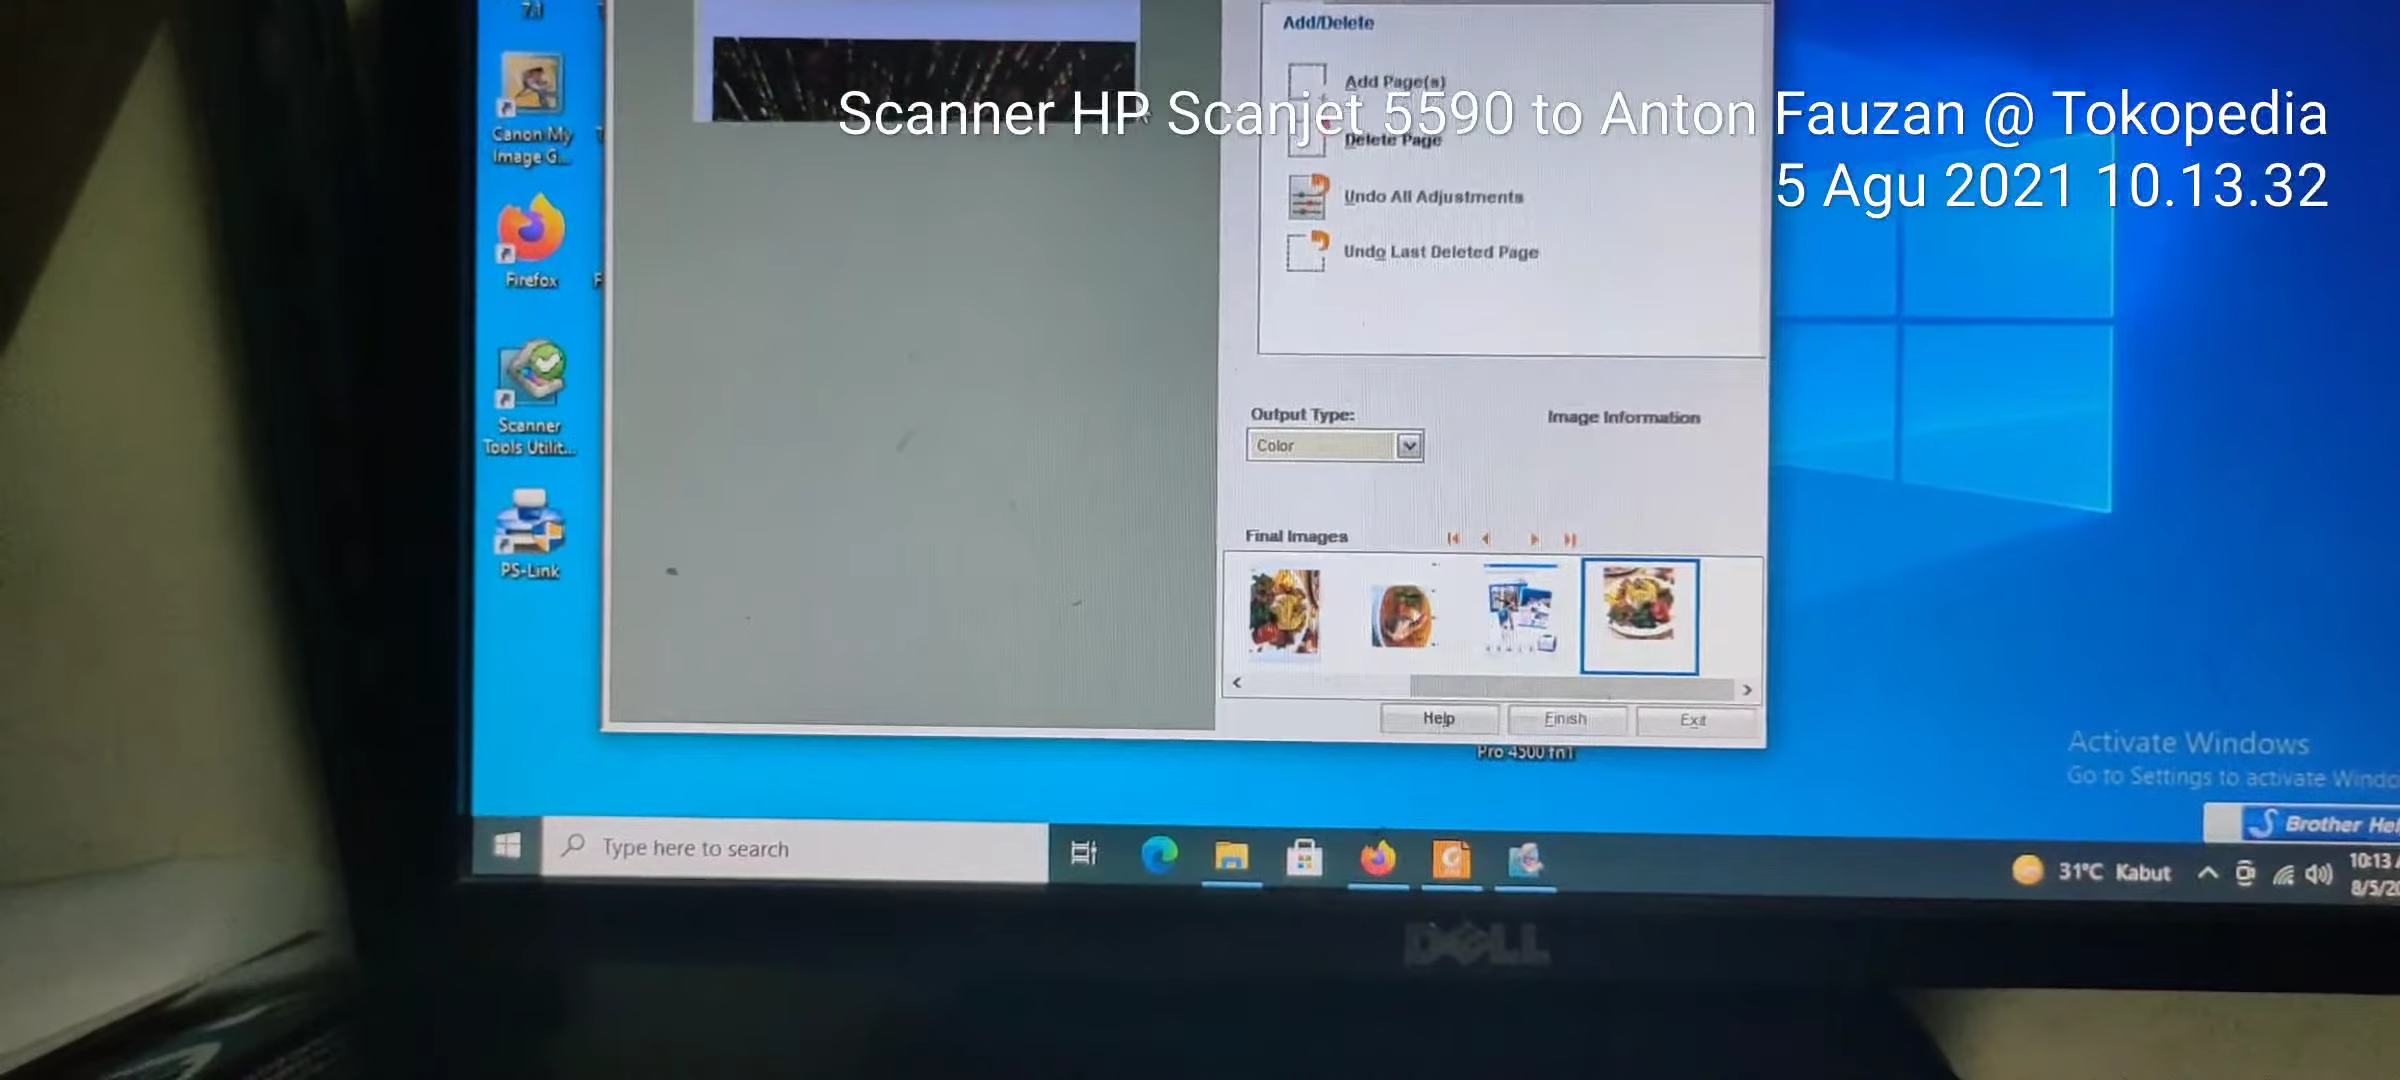 7.1
Canon My
Image G...
Firefox
F
Scanner
Tools Utilit...
PS-Link
Add/Delete
Add Page(s)
Scanner HP Scanjet 5590 to Anton Fauzan @ Tokopedia
Delete Page
5 Agu 2021 10.13.32
Undo All Adjustments
Undo Last Deleted Page
Output Type:
Image Information
Color
Final Images
Help
Finish
Exit
Pro 4500 fn1
Activate Windows
Go to Settings to activate Windo
Brother Hel
Type here to search
31°C Kabut
10:13 A
8/5/20
DELL